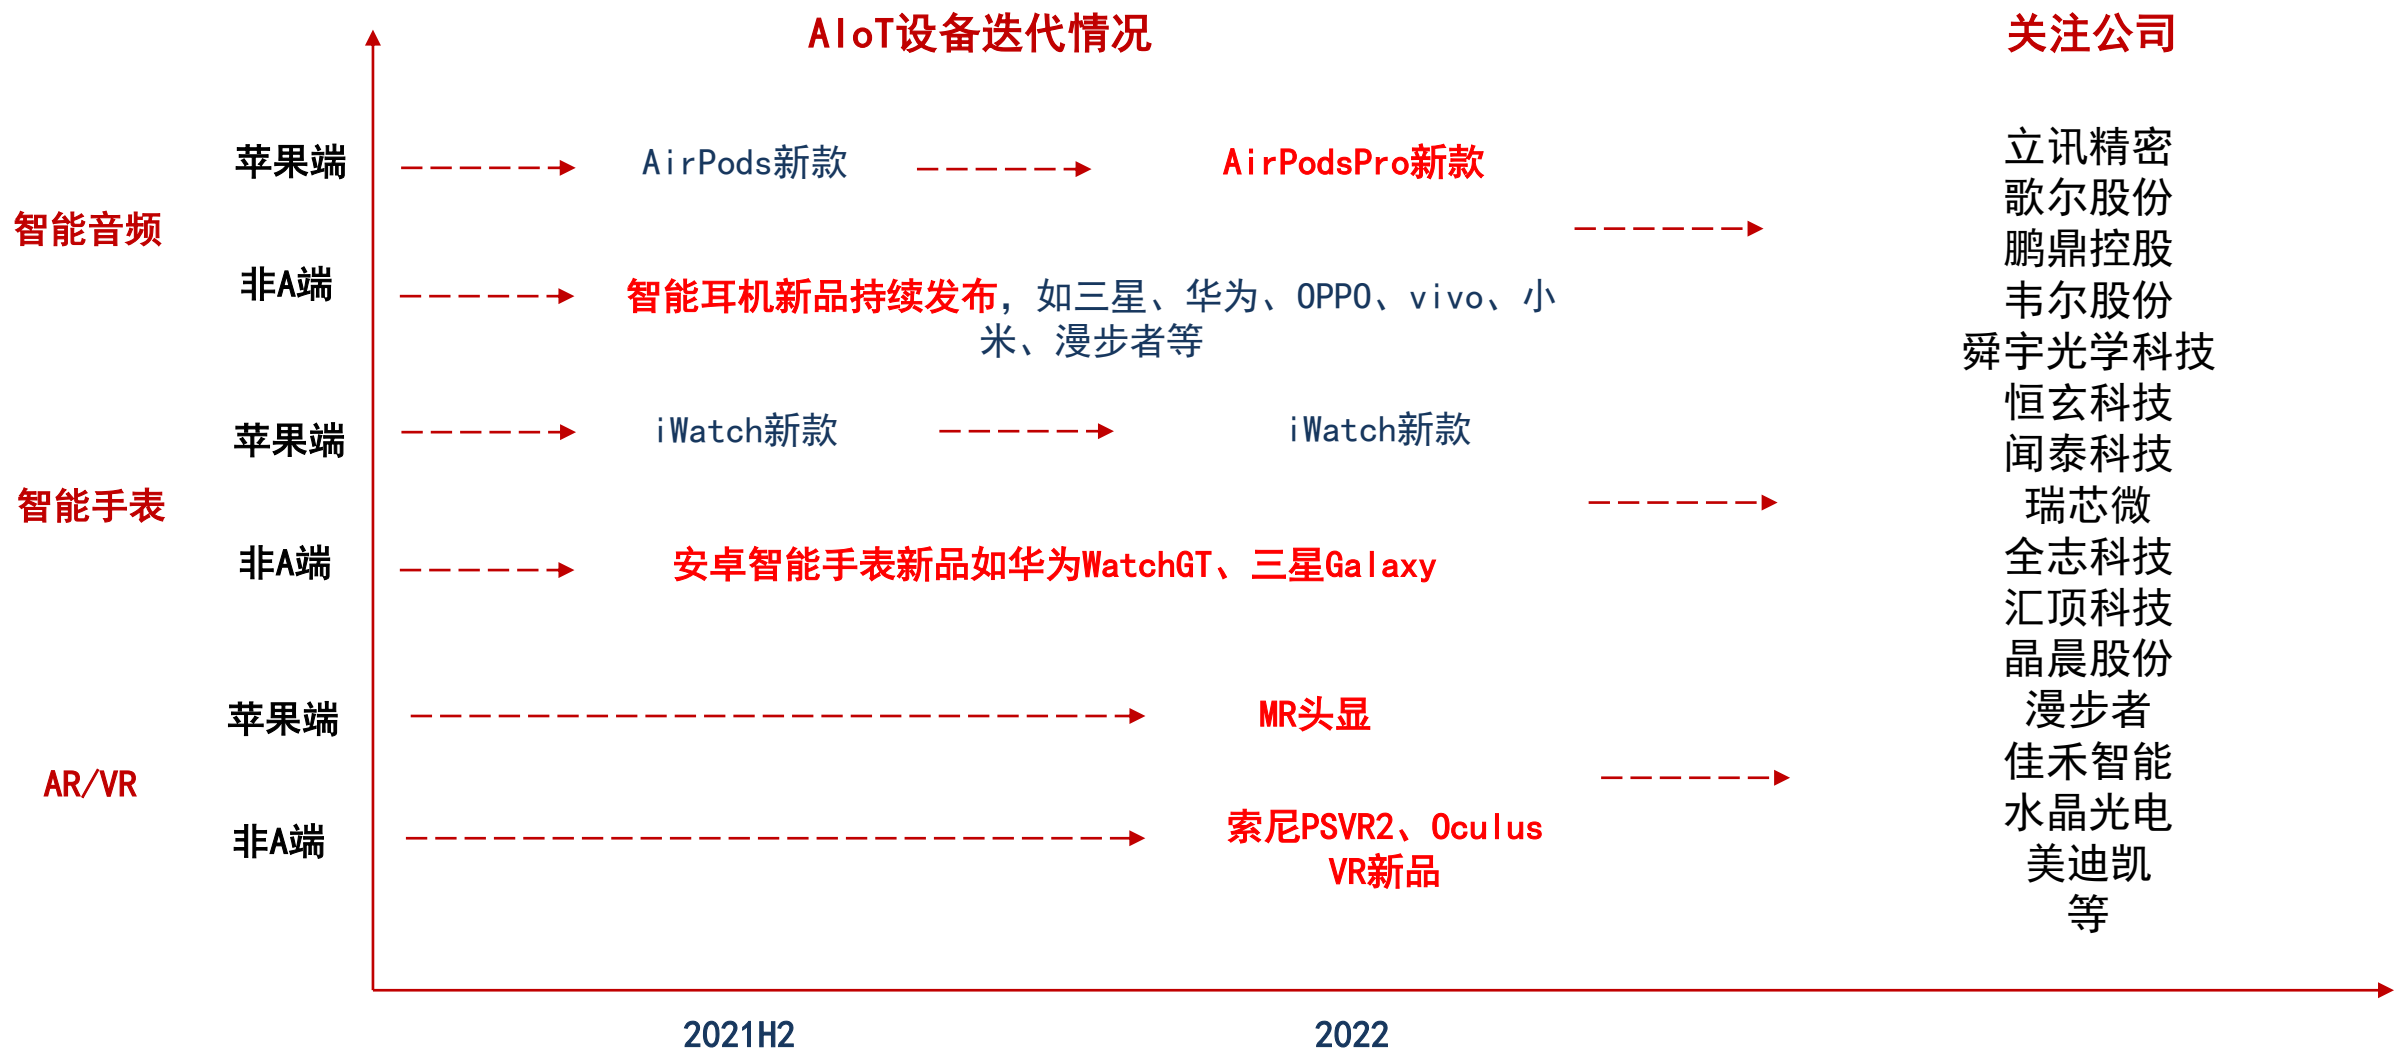 AIoT设备迭代情况
关注公司
智能音频
苹果端
AirPods新款
AirPodsPro新款
非A端
智能耳机新品持续发布，如三星、华为、OPPO、vivo、小
米、漫步者等
智能手表
苹果端
iWatch新款
iWatch新款
非A端
安卓智能手表新品如华为WatchGT、三星Galaxy
AR/VR
苹果端
MR头显
非A端
索尼PSVR2、Oculus
VR新品
立讯精密
歌尔股份
鹏鼎控股
韦尔股份
舜宇光学科技
恒玄科技
闻泰科技
瑞芯微
全志科技
汇顶科技
晶晨股份
漫步者
佳禾智能
水晶光电
美迪凯
等
2021H2
2022